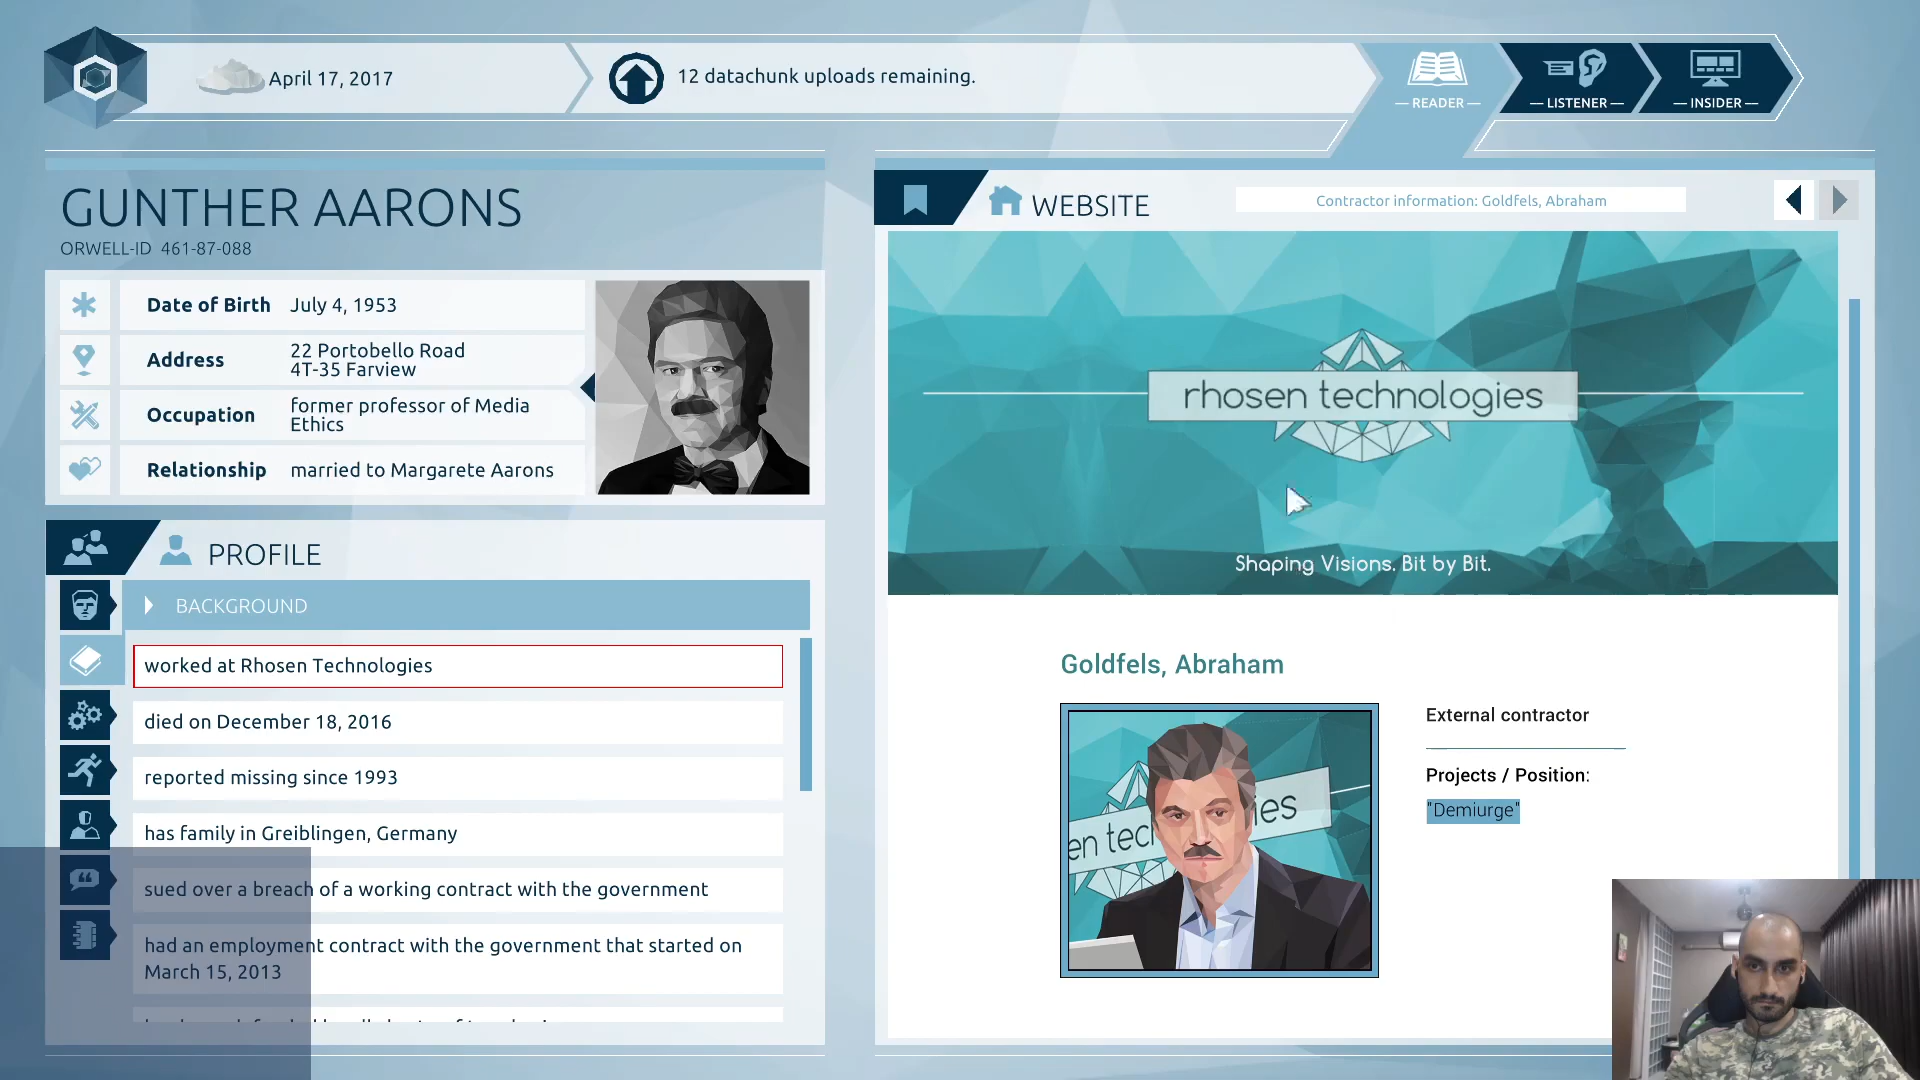 April 17, 2017
12 datachunk uploads remaining.
— READER —
— LISTENER —
— INSIDER —
GUNTHER AARONS
ORWELL-ID 461-87-088
Date of Birth July 4, 1953
Address 22 Portobello Road
4T-35 Farview
Occupation former professor of Media
Ethics
Relationship married to Margarete Aarons
PROFILE
BACKGROUND
worked at Rhosen Technologies
died on December 18, 2016
reported missing since 1993
has family in Greiblingen, Germany
sued over a breach of a working contract with the government
had an employment contract with the government that started on
March 15, 2013
WEBSITE
Contractor information: Goldfels, Abraham
rhosen technologies
Shaping Visions. Bit by Bit.
Goldfels, Abraham
en tec
ies
External contractor
Projects / Position:
"Demiurge"